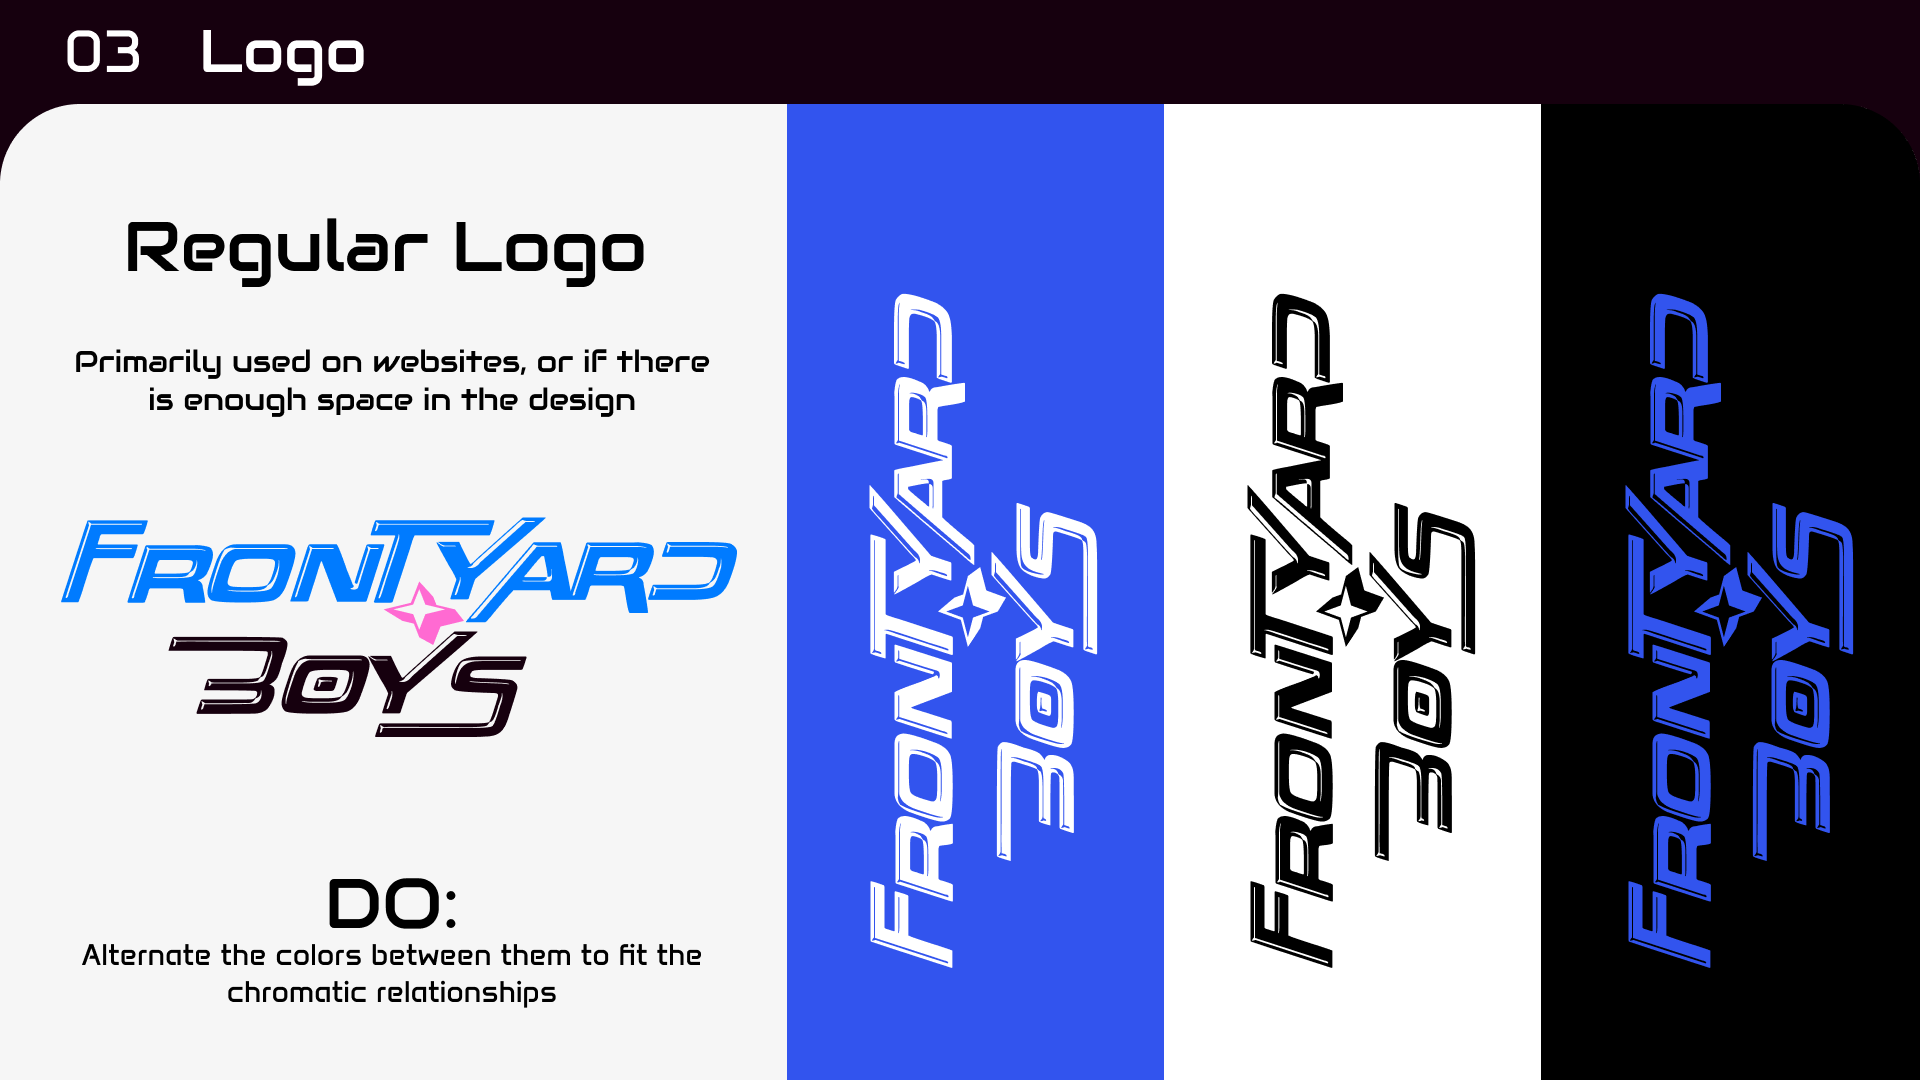 03 Logo
Regular Logo
Primarily used on websites, or if there
is enough space in the design
FRONTYARD
BOYS
DO:
Alternate the colors between them to fit the
chromatic relationships
FRONTYARD
BOYS
FRONTYARD
BOYS
FRONTYARD
BOYS